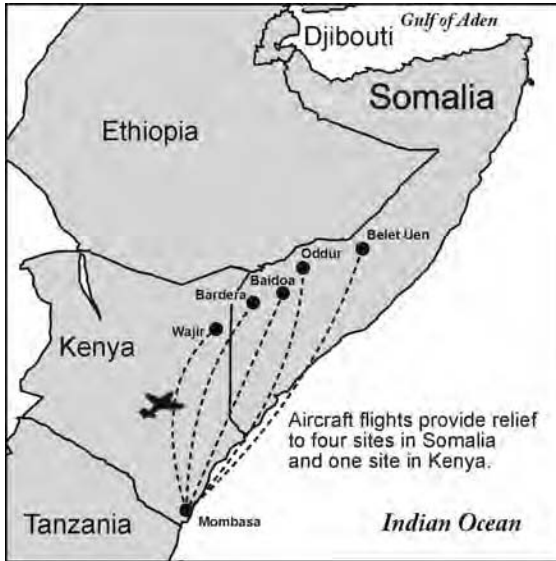 Gulf of Aden
Djibouti
Somalia
Ethiopia
Belet Uen
Oddur
Baidoa
Bardera
Wajir
Kenya
Aircraft flights provide relief
to four sites in Somalia
and one site in Kenya.
Mombasa
Tanzania
Indian Ocean